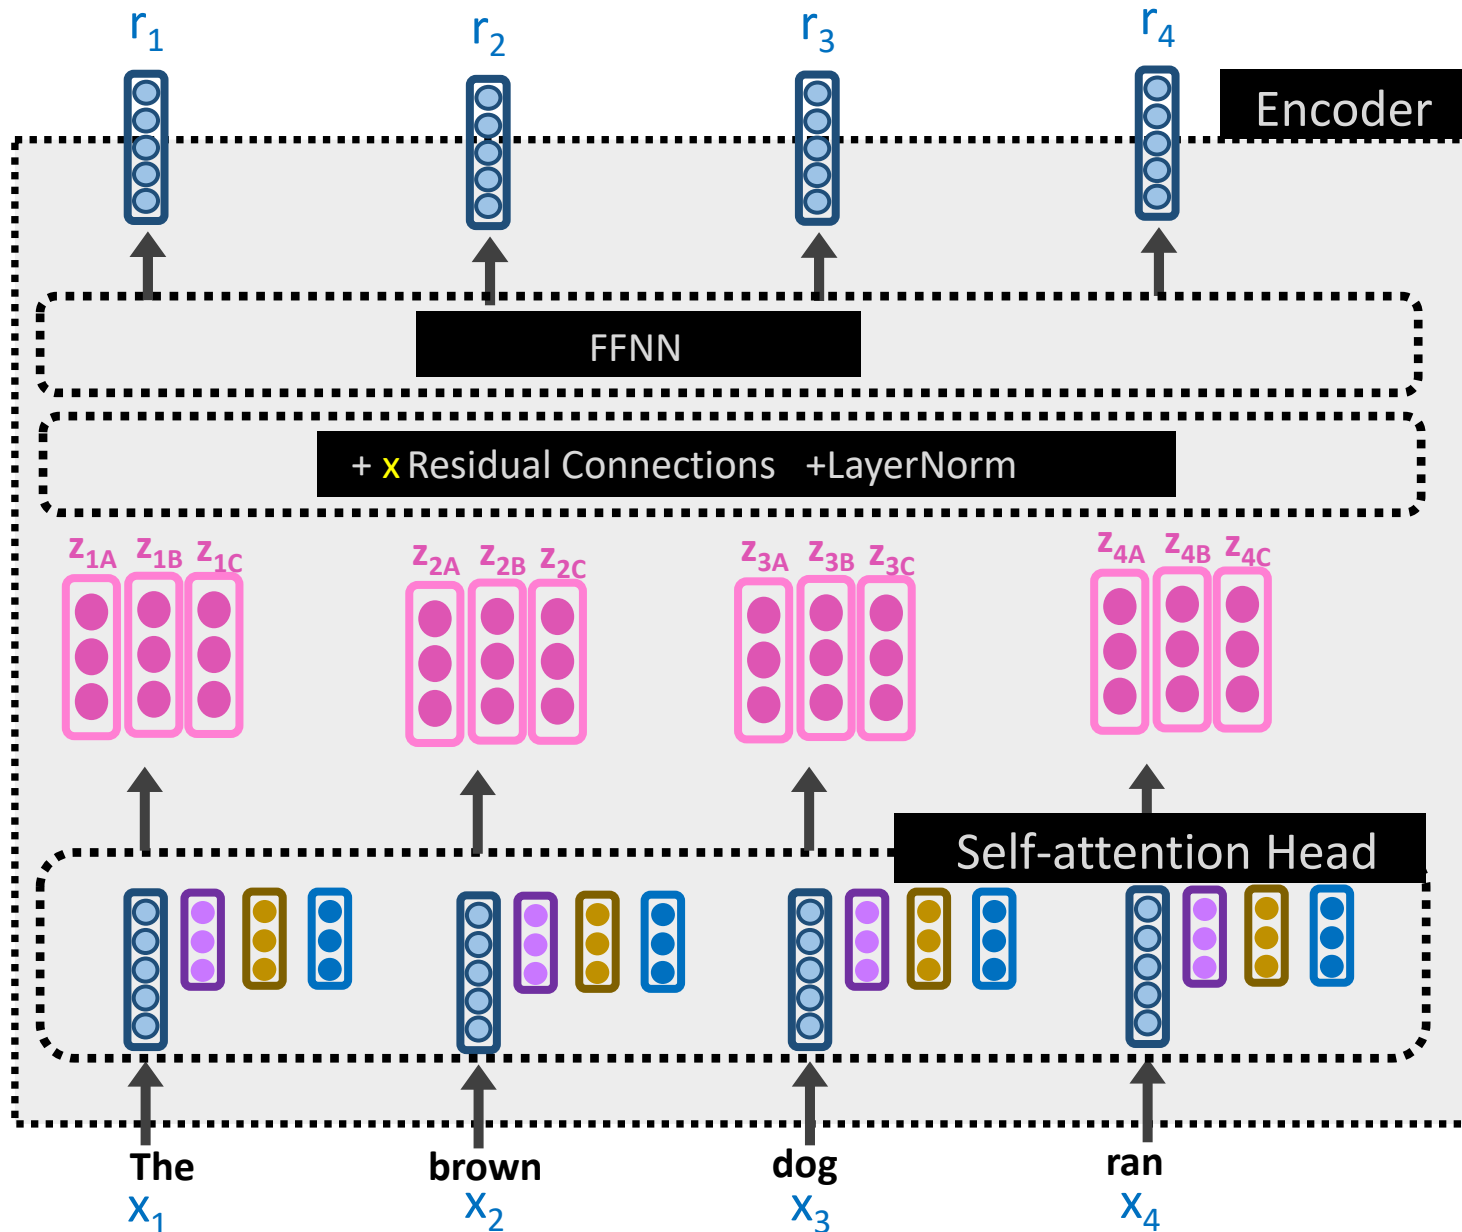 r1 r2 r3 r4
Encoder
FFNN
+ x Residual Connections +LayerNorm
z1A z1B z1C z2A z2B z2C z3A z3B z3C z4A z4B z4C
Self-attention Head
The brown dog ran
x1 x2 x3 x4